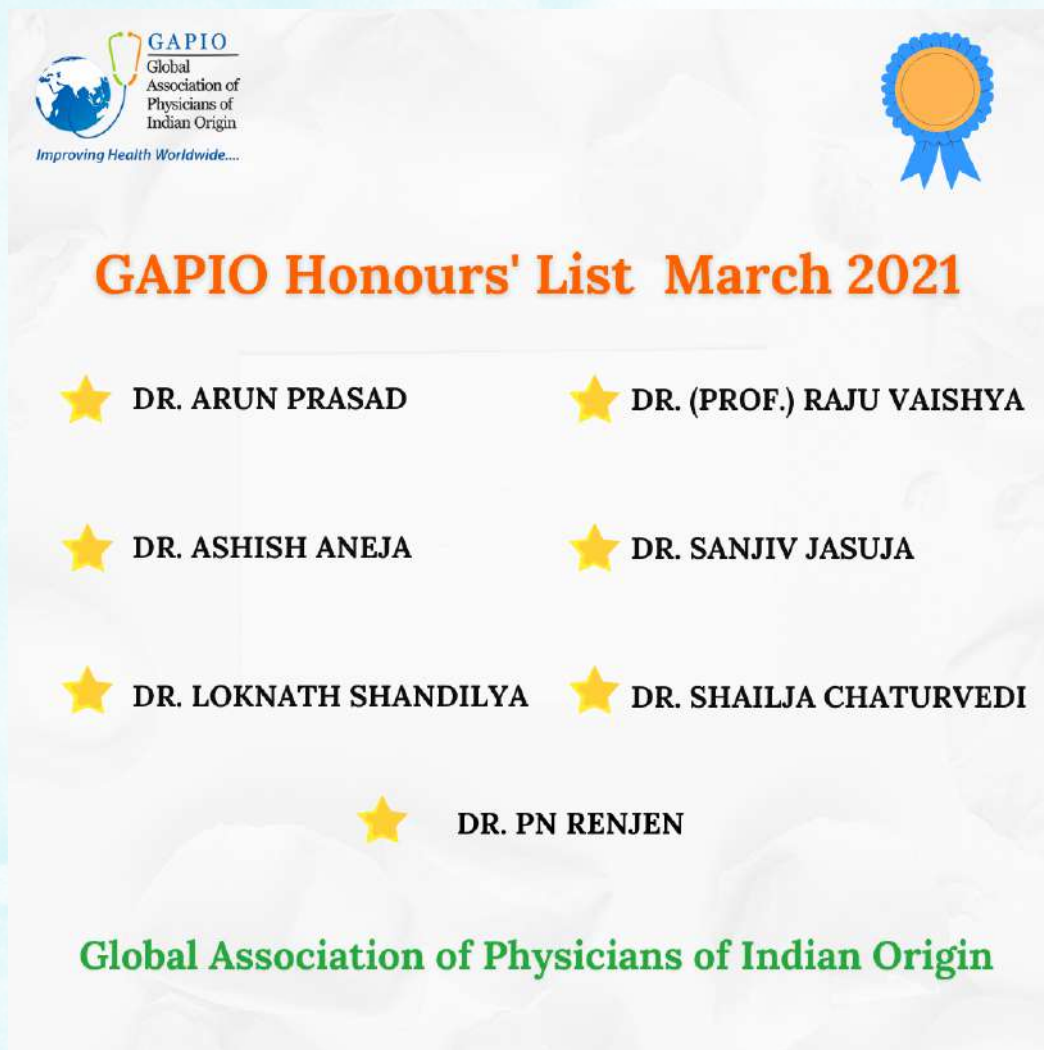 GAPIO
Global
Association of
Physicians of
Indian Origin
Improving Health Worldwide....
GAPIO Honours' List March 2021
DR. ARUN PRASAD
DR. (PROF.) RAJU VAISHYA
DR. ASHISH ANEJA
DR. SANJIV JASUJA
DR. LOKNATH SHANDILYA
DR. SHAILJA CHATURVEDI
DR. PN RENJEN
Global Association of Physicians of Indian Origin